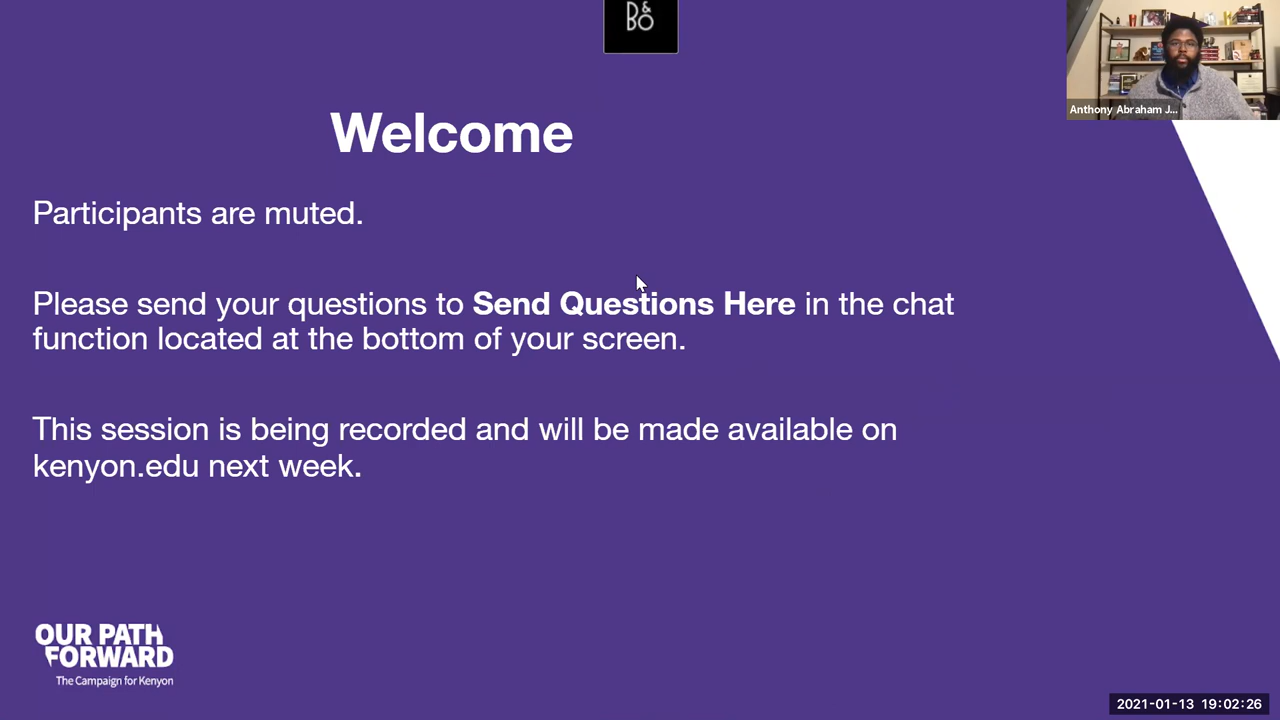 B&O
Welcome
Anthony Abraham J...
Participants are muted.
Please send your questions to Send Questions Here in the chat
function located at the bottom of your screen.
This session is being recorded and will be made available on
kenyon.edu next week.
OUR PATH
FORWARD
The Campaign for Kenyon
2021-01-13 19:02:26